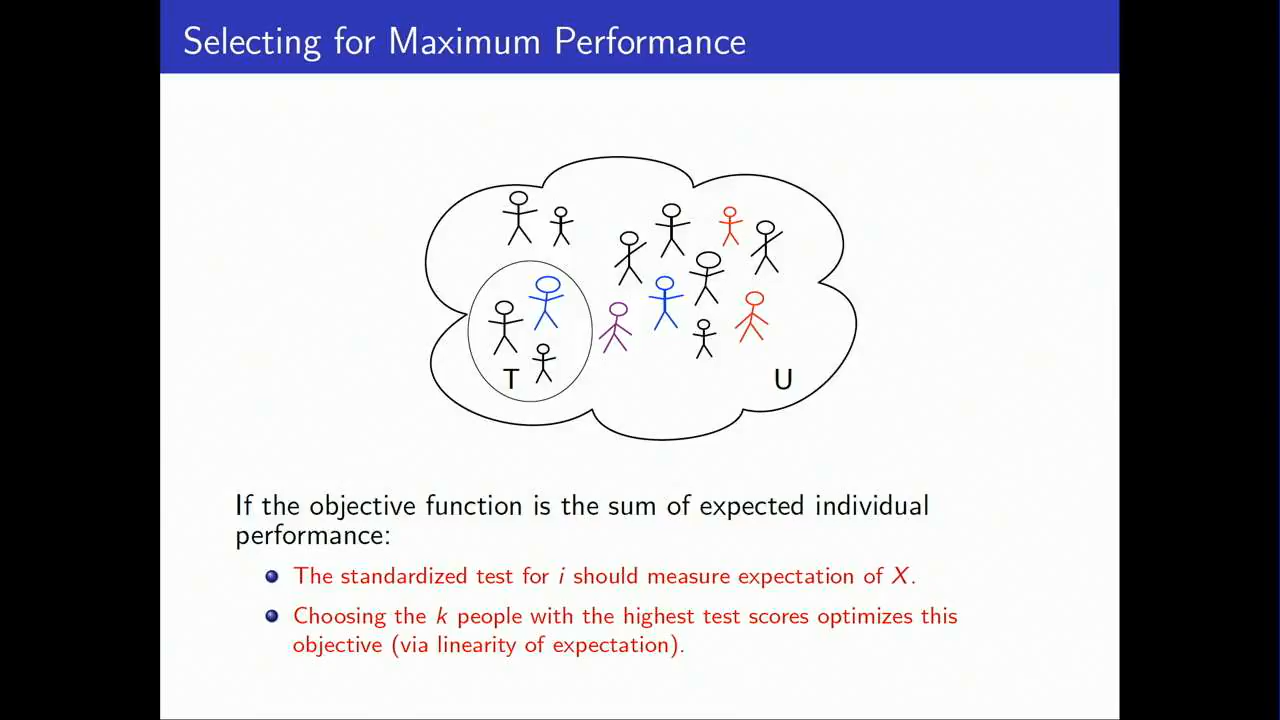 Selecting for Maximum Performance
T
U
If the objective function is the sum of expected individual
performance:
The standardized test for i should measure expectation of X.
Choosing the k people with the highest test scores optimizes this
objective (via linearity of expectation).